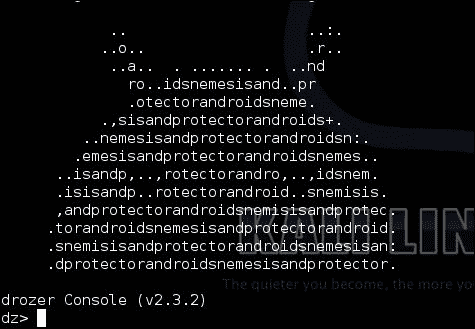 ..                    ..:.
..o..                  .r..
..a..  . ....... .  ..nd
ro..idsnemesisand..pr
.otectorandroidsneme.
.,sisandprotectorandroids+.
..nemesisandprotectorandroidsn:.
.emesisandprotectorandroidsnemes..
..isandp,..,rotectorandro,..,idsnem.
.isisandp..rotectorandroid..snemisis.
,andprotectorandroidsnemisisandprotec.
.torandroidsnemesisandprotectorandroid.
.snemisisandprotectorandroidsnemesisan:
.dprotectorandroidsnemesisandprotector.
KALI LIN
The quieter you become, the more yo
drozer Console (v2.3.2)
dz>